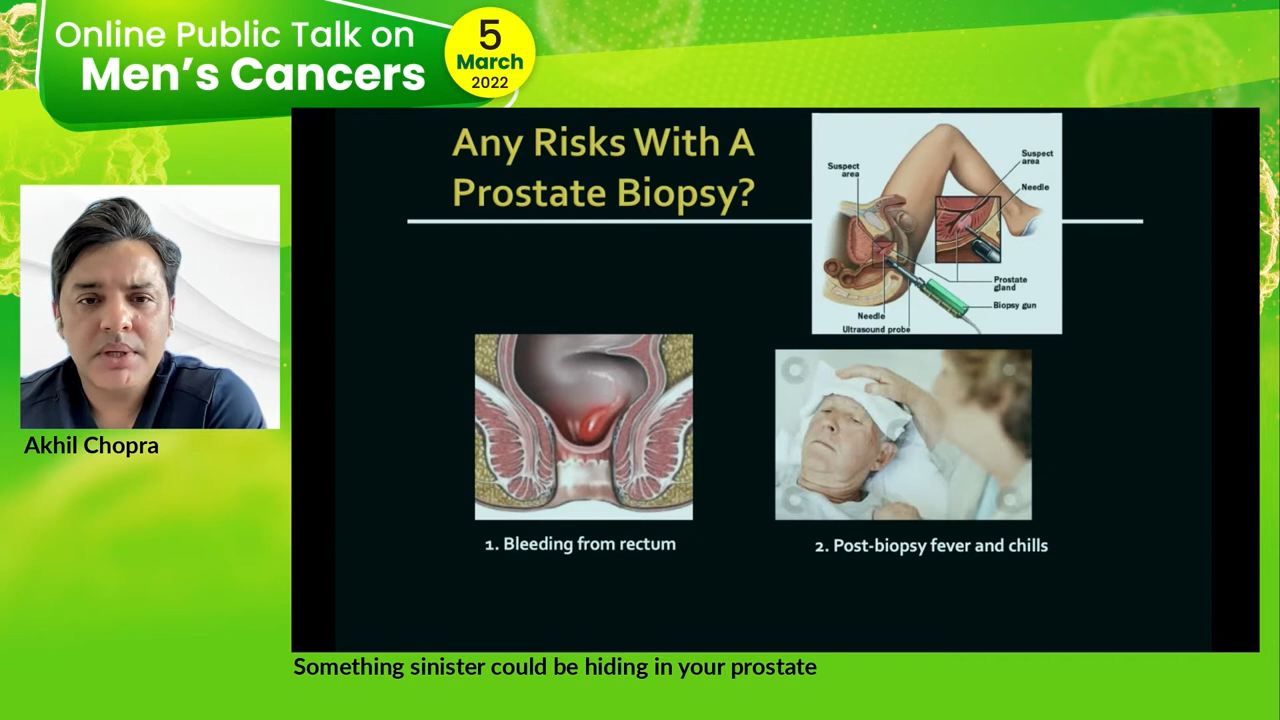 Online Public Talk on
Men's Cancers
5
March
2022
Any Risks With A
Prostate Biopsy?
Suspect
area
Suspect
area
Needle
Prostate
gland
Biopsy gun
Needle
Ultrasound probe
1. Bleeding from rectum
2. Post-biopsy fever and chills
Akhil Chopra
Something sinister could be hiding in your prostate